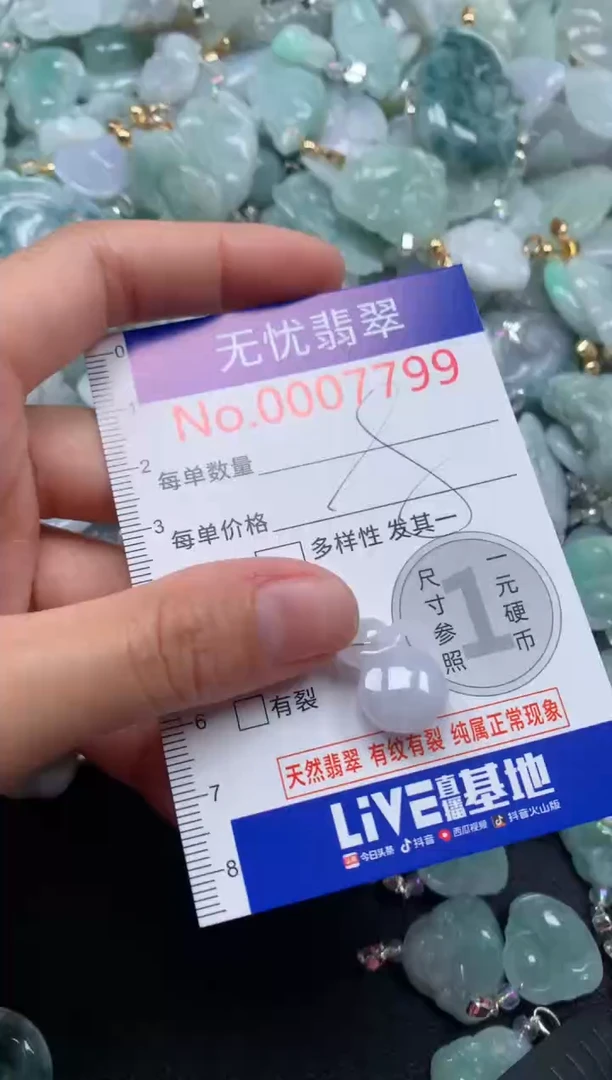 无忧翡翠
No.0007799
每单数量
每单价格
8
多样性 发其一
尺寸参照
1
一元硬币
有裂
天然翡翠 有纹有裂 纯属正常现象
LiVE直播基地
今日头条 抖音 西瓜视频 抖音火山版
0
1
2
3
6
7
8